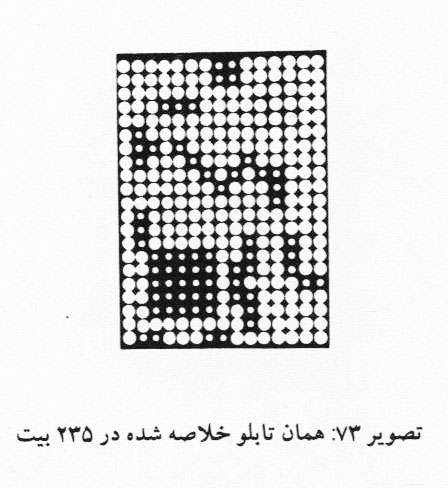 تصویر ۷۳: همان تابلو خلاصه شده در ۲۳۵ بیت